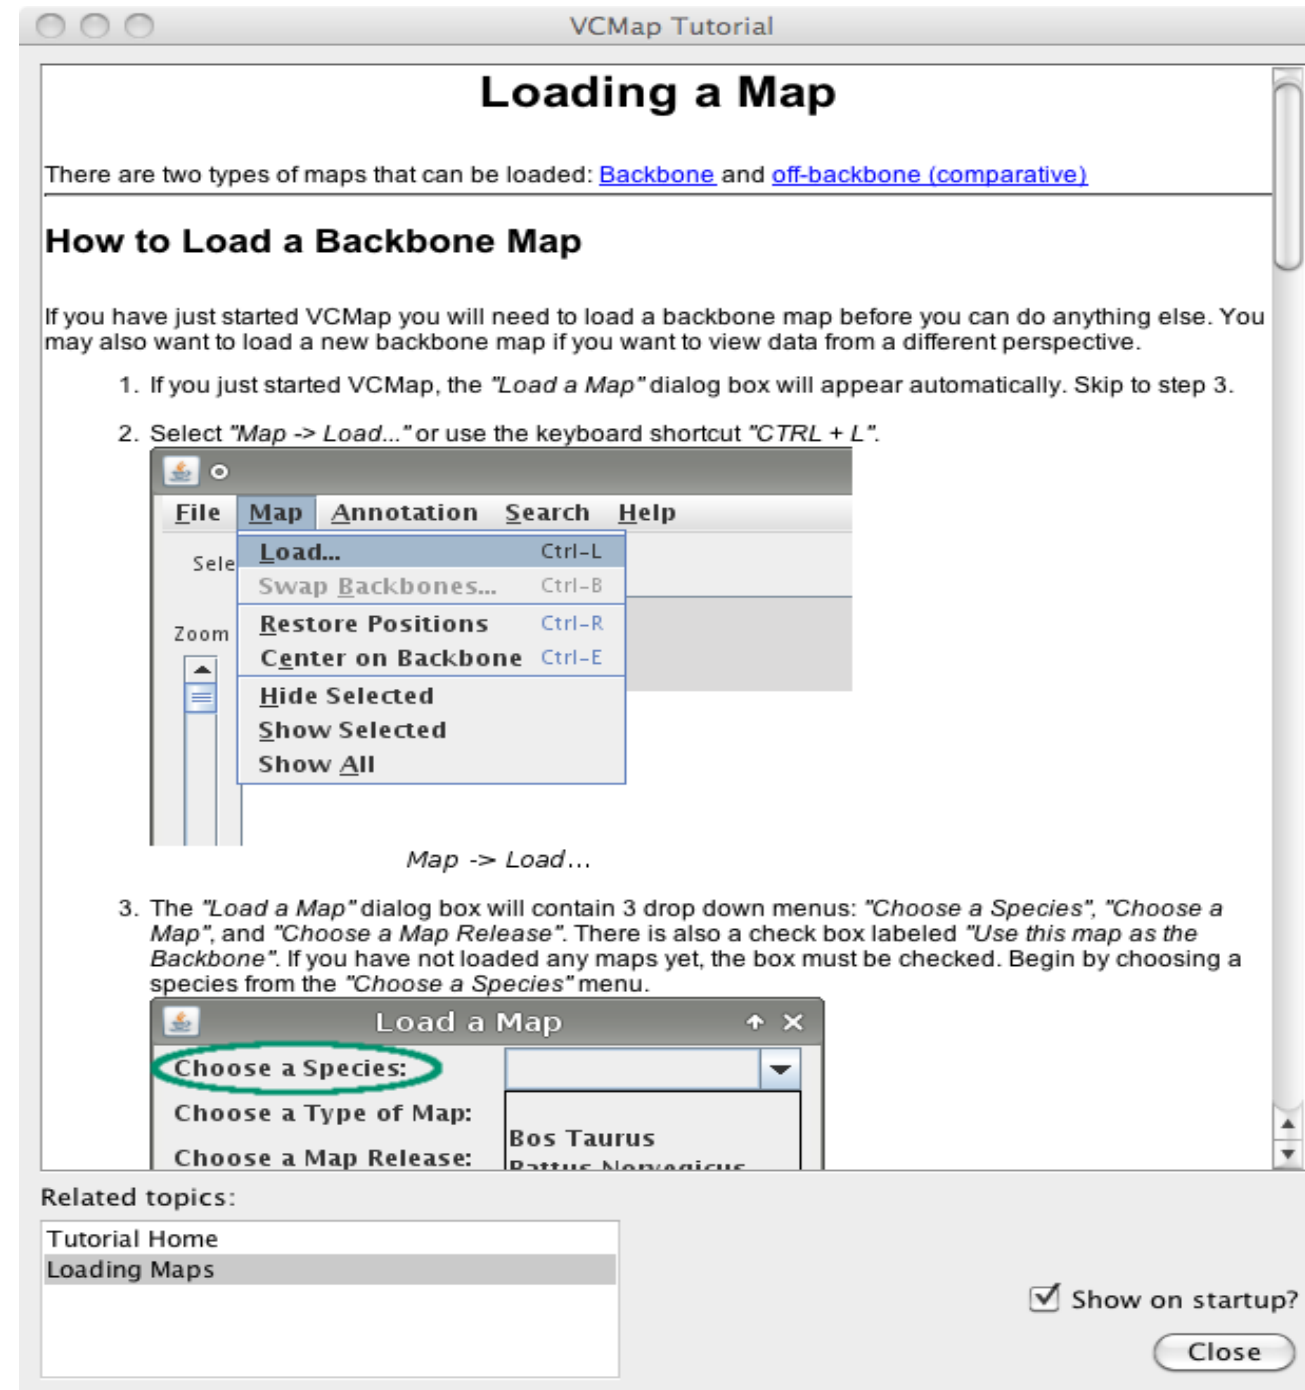 VCMap Tutorial
Loading a Map
There are two types of maps that can be loaded: Backbone and off-backbone (comparative)
How to Load a Backbone Map
If you have just started VCMap you will need to load a backbone map before you can do anything else. You
may also want to load a new backbone map if you want to view data from a different perspective.
1. If you just started VCMap, the "Load a Map" dialog box will appear automatically. Skip to step 3.
2. Select "Map -> Load..." or use the keyboard shortcut "CTRL + L".
File Map Annotation Search Help
Load... Ctrl-L
Sele
Swap Backbones... Ctrl-B
Restore Positions Ctrl-R
Zoom
Center on Backbone Ctrl-E
Hide Selected
Show Selected
Show All
Map -> Load...
3. The "Load a Map" dialog box will contain 3 drop down menus: "Choose a Species", "Choose a
Map", and "Choose a Map Release". There is also a check box labeled "Use this map as the
Backbone". If you have not loaded any maps yet, the box must be checked. Begin by choosing a
species from the "Choose a Species" menu.
Load a Map
Choose a Species:
Choose a Type of Map:
Bos Taurus
Choose a Map Release:
Rattus Norvegicus
Related topics:
Tutorial Home
Loading Maps
Show on startup?
Close